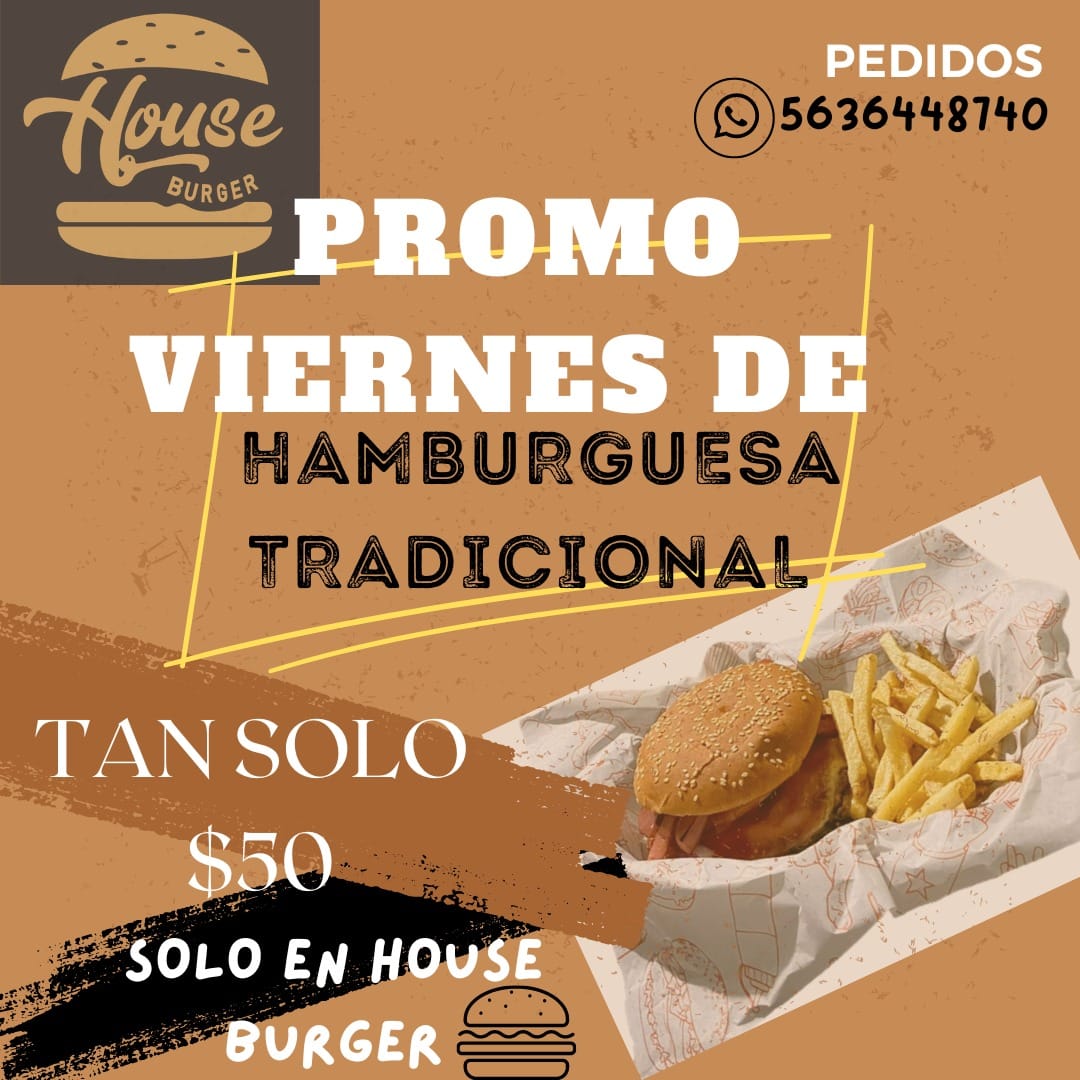 House
BURGER
PEDIDOS
5636448740
PROMO
VIERNES DE
HAMBURGUESA
TRADICIONAL
TAN SOLO
$50
SOLO EN HOUSE
BURGER